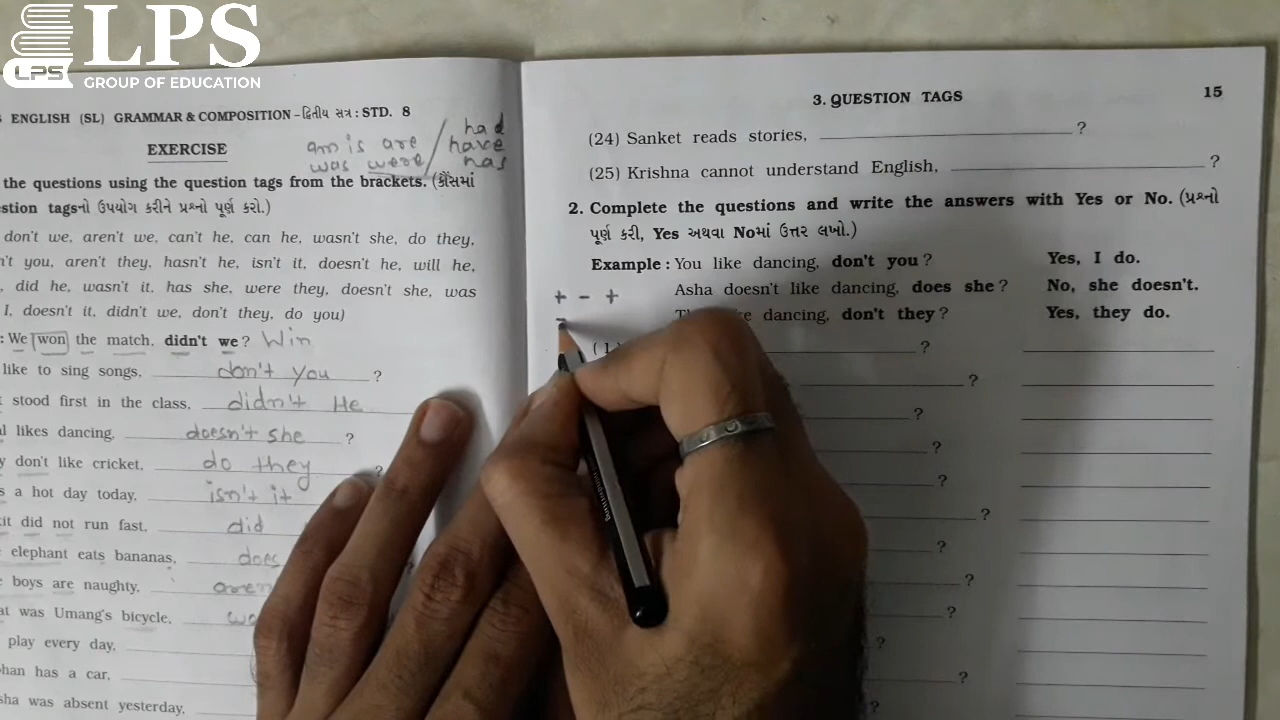 LPS
LPS
GROUP OF EDUCATION
ENGLISH (SL) GRAMMAR & COMPOSITION – દ્વિતીય સત્ર : STD. 8
EXERCISE
am is are / had
was were / have
has
the questions using the question tags from the brackets. (કૌંસમાં
stion tagsનો ઉપયોગ કરીને પ્રશ્નો પૂર્ણ કરો.)
don't we, aren't we, can't he, can he, wasn't she, do they,
n't you, aren't they, hasn't he, isn't it, doesn't he, will he,
, did he, wasn't it, has she, were they, doesn't she, was
I, doesn't it, didn't we, don't they, do you)
: We won the match, didn't we ? Win
like to sing songs, don't you ?
stood first in the class, didn't He
likes dancing, doesn't she ?
don't like cricket, do they ?
a hot day today, isn't it
did not run fast, did
elephant eats bananas, does
boys are naughty,
was Umang's bicycle,
play every day,
has a car,
was absent yesterday,
3. QUESTION TAGS 15
(24) Sanket reads stories, ?
(25) Krishna cannot understand English, ?
2. Complete the questions and write the answers with Yes or No. (પ્રશ્નો
પૂર્ણ કરી, Yes અથવા Noમાં ઉત્તર લખો.)
Example : You like dancing, don't you ? Yes, I do.
+ - + Asha doesn't like dancing, does she ? No, she doesn't.
- dancing, don't they ? Yes, they do.
(1) ?
?
?
?
?
?
?
?
?
?
?
?